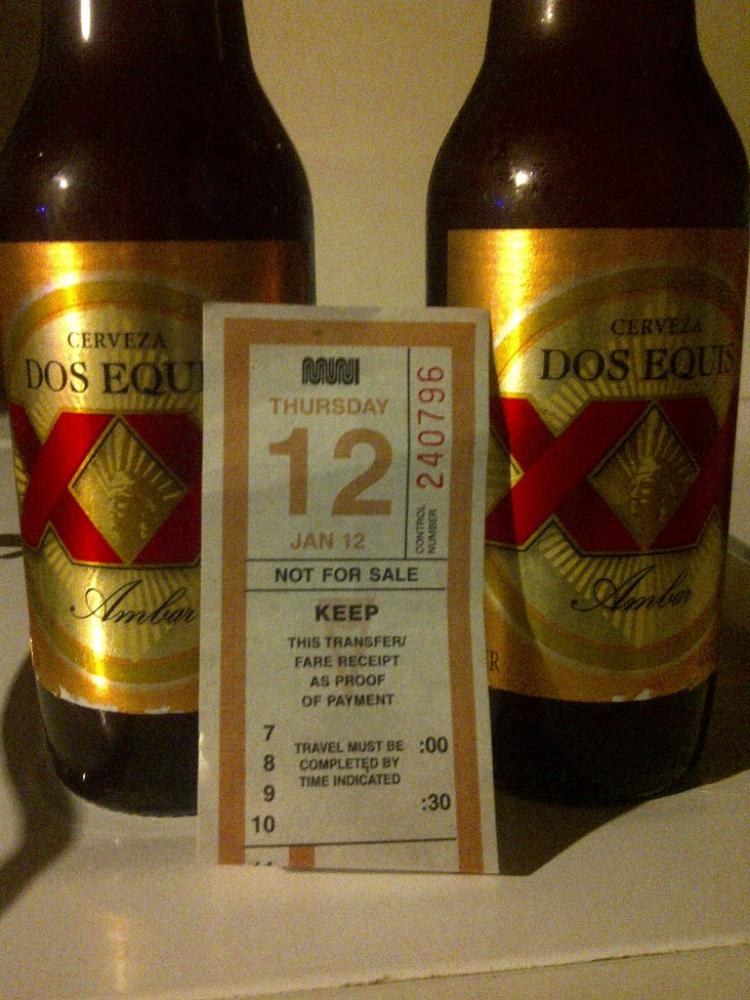 CERVEZA
DOS EQU
Ambar
MUNI
THURSDAY
12
JAN 12
CONTROL
NUMBER
240796
NOT FOR SALE
KEEP
THIS TRANSFER/
FARE RECEIPT
AS PROOF
OF PAYMENT
7
8
9
10
TRAVEL MUST BE
COMPLETED BY
TIME INDICATED
:00
:30
CERVEZA
DOS EQUIS
Ambar